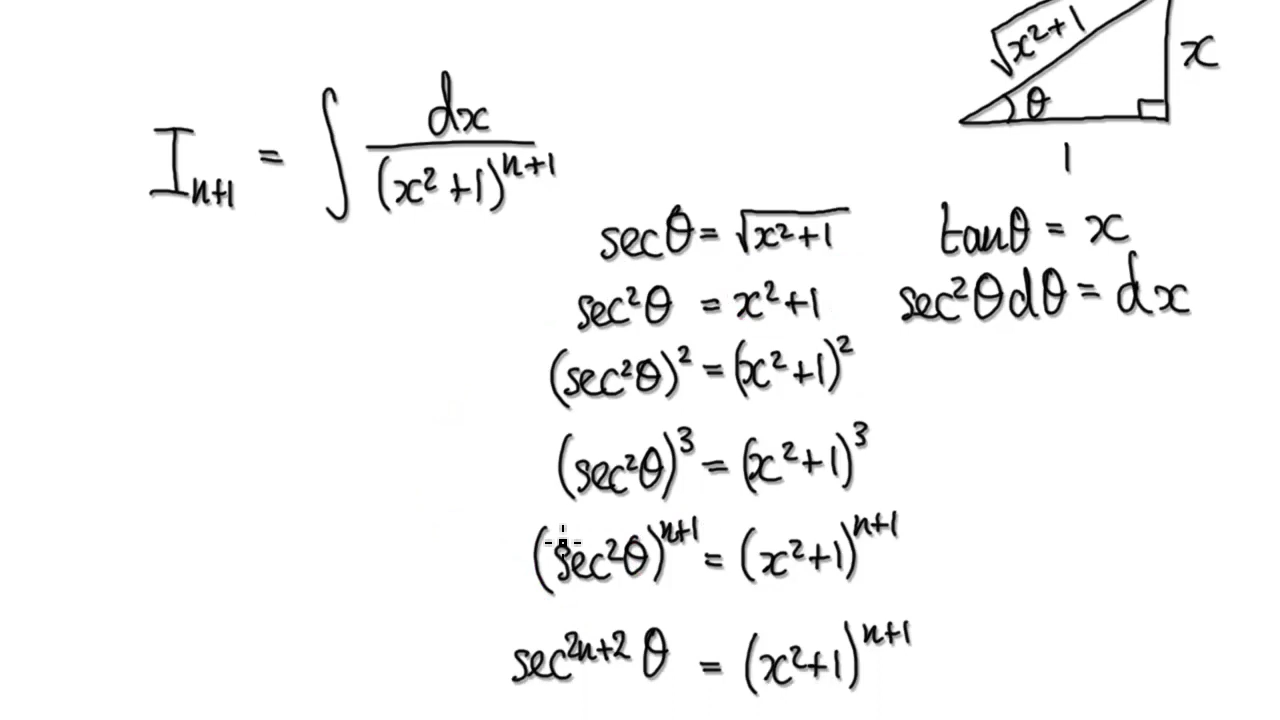 √x²+1
x
θ
1
I_{n+1} = ∫ dx / (x²+1)^{n+1}
secθ = √x²+1
tanθ = x
sec²θ = x²+1
sec²θdθ = dx
(sec²θ)² = (x²+1)²
(sec²θ)³ = (x²+1)³
(sec²θ)^{n+1} = (x²+1)^{n+1}
sec^{2n+2} θ = (x²+1)^{n+1}